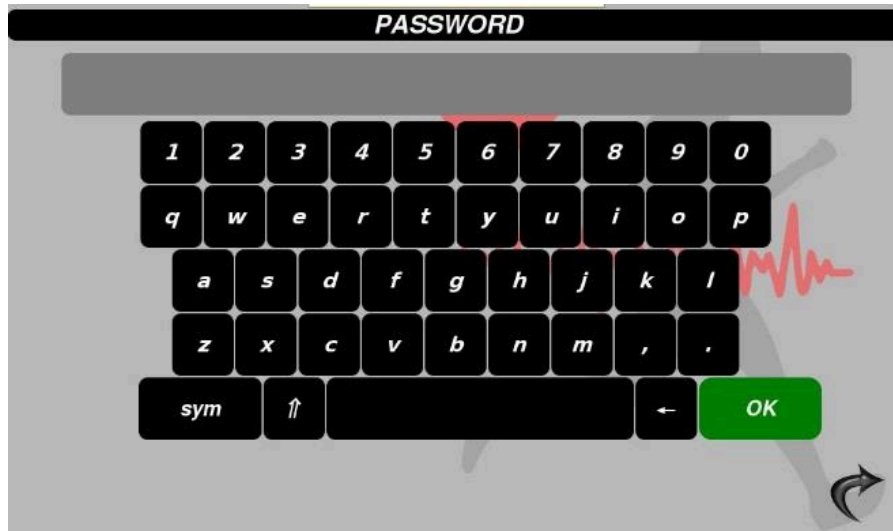 PASSWORD
1 2 3 4 5 6 7 8 9 0
q w e r t y u i o p
a s d f g h j k l
z x c v b n m , .
sym ⇑ ← OK